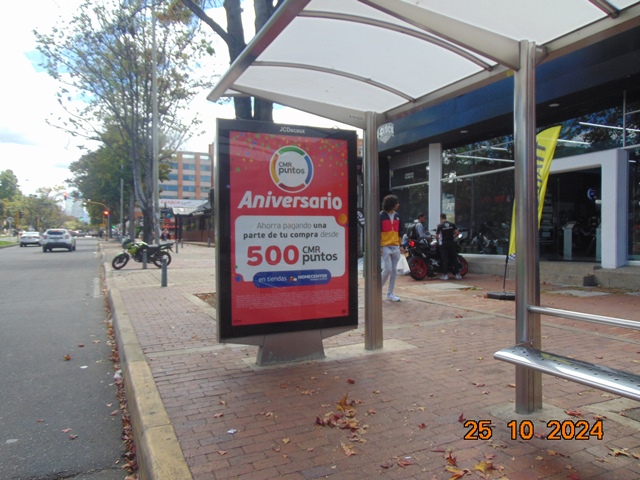 JCDecaux
CMR
puntos
Aniversario
Ahorra pagando una
parte de tu compra desde
500 CMR
puntos
en tiendas HOMECENTER
25 10 2024